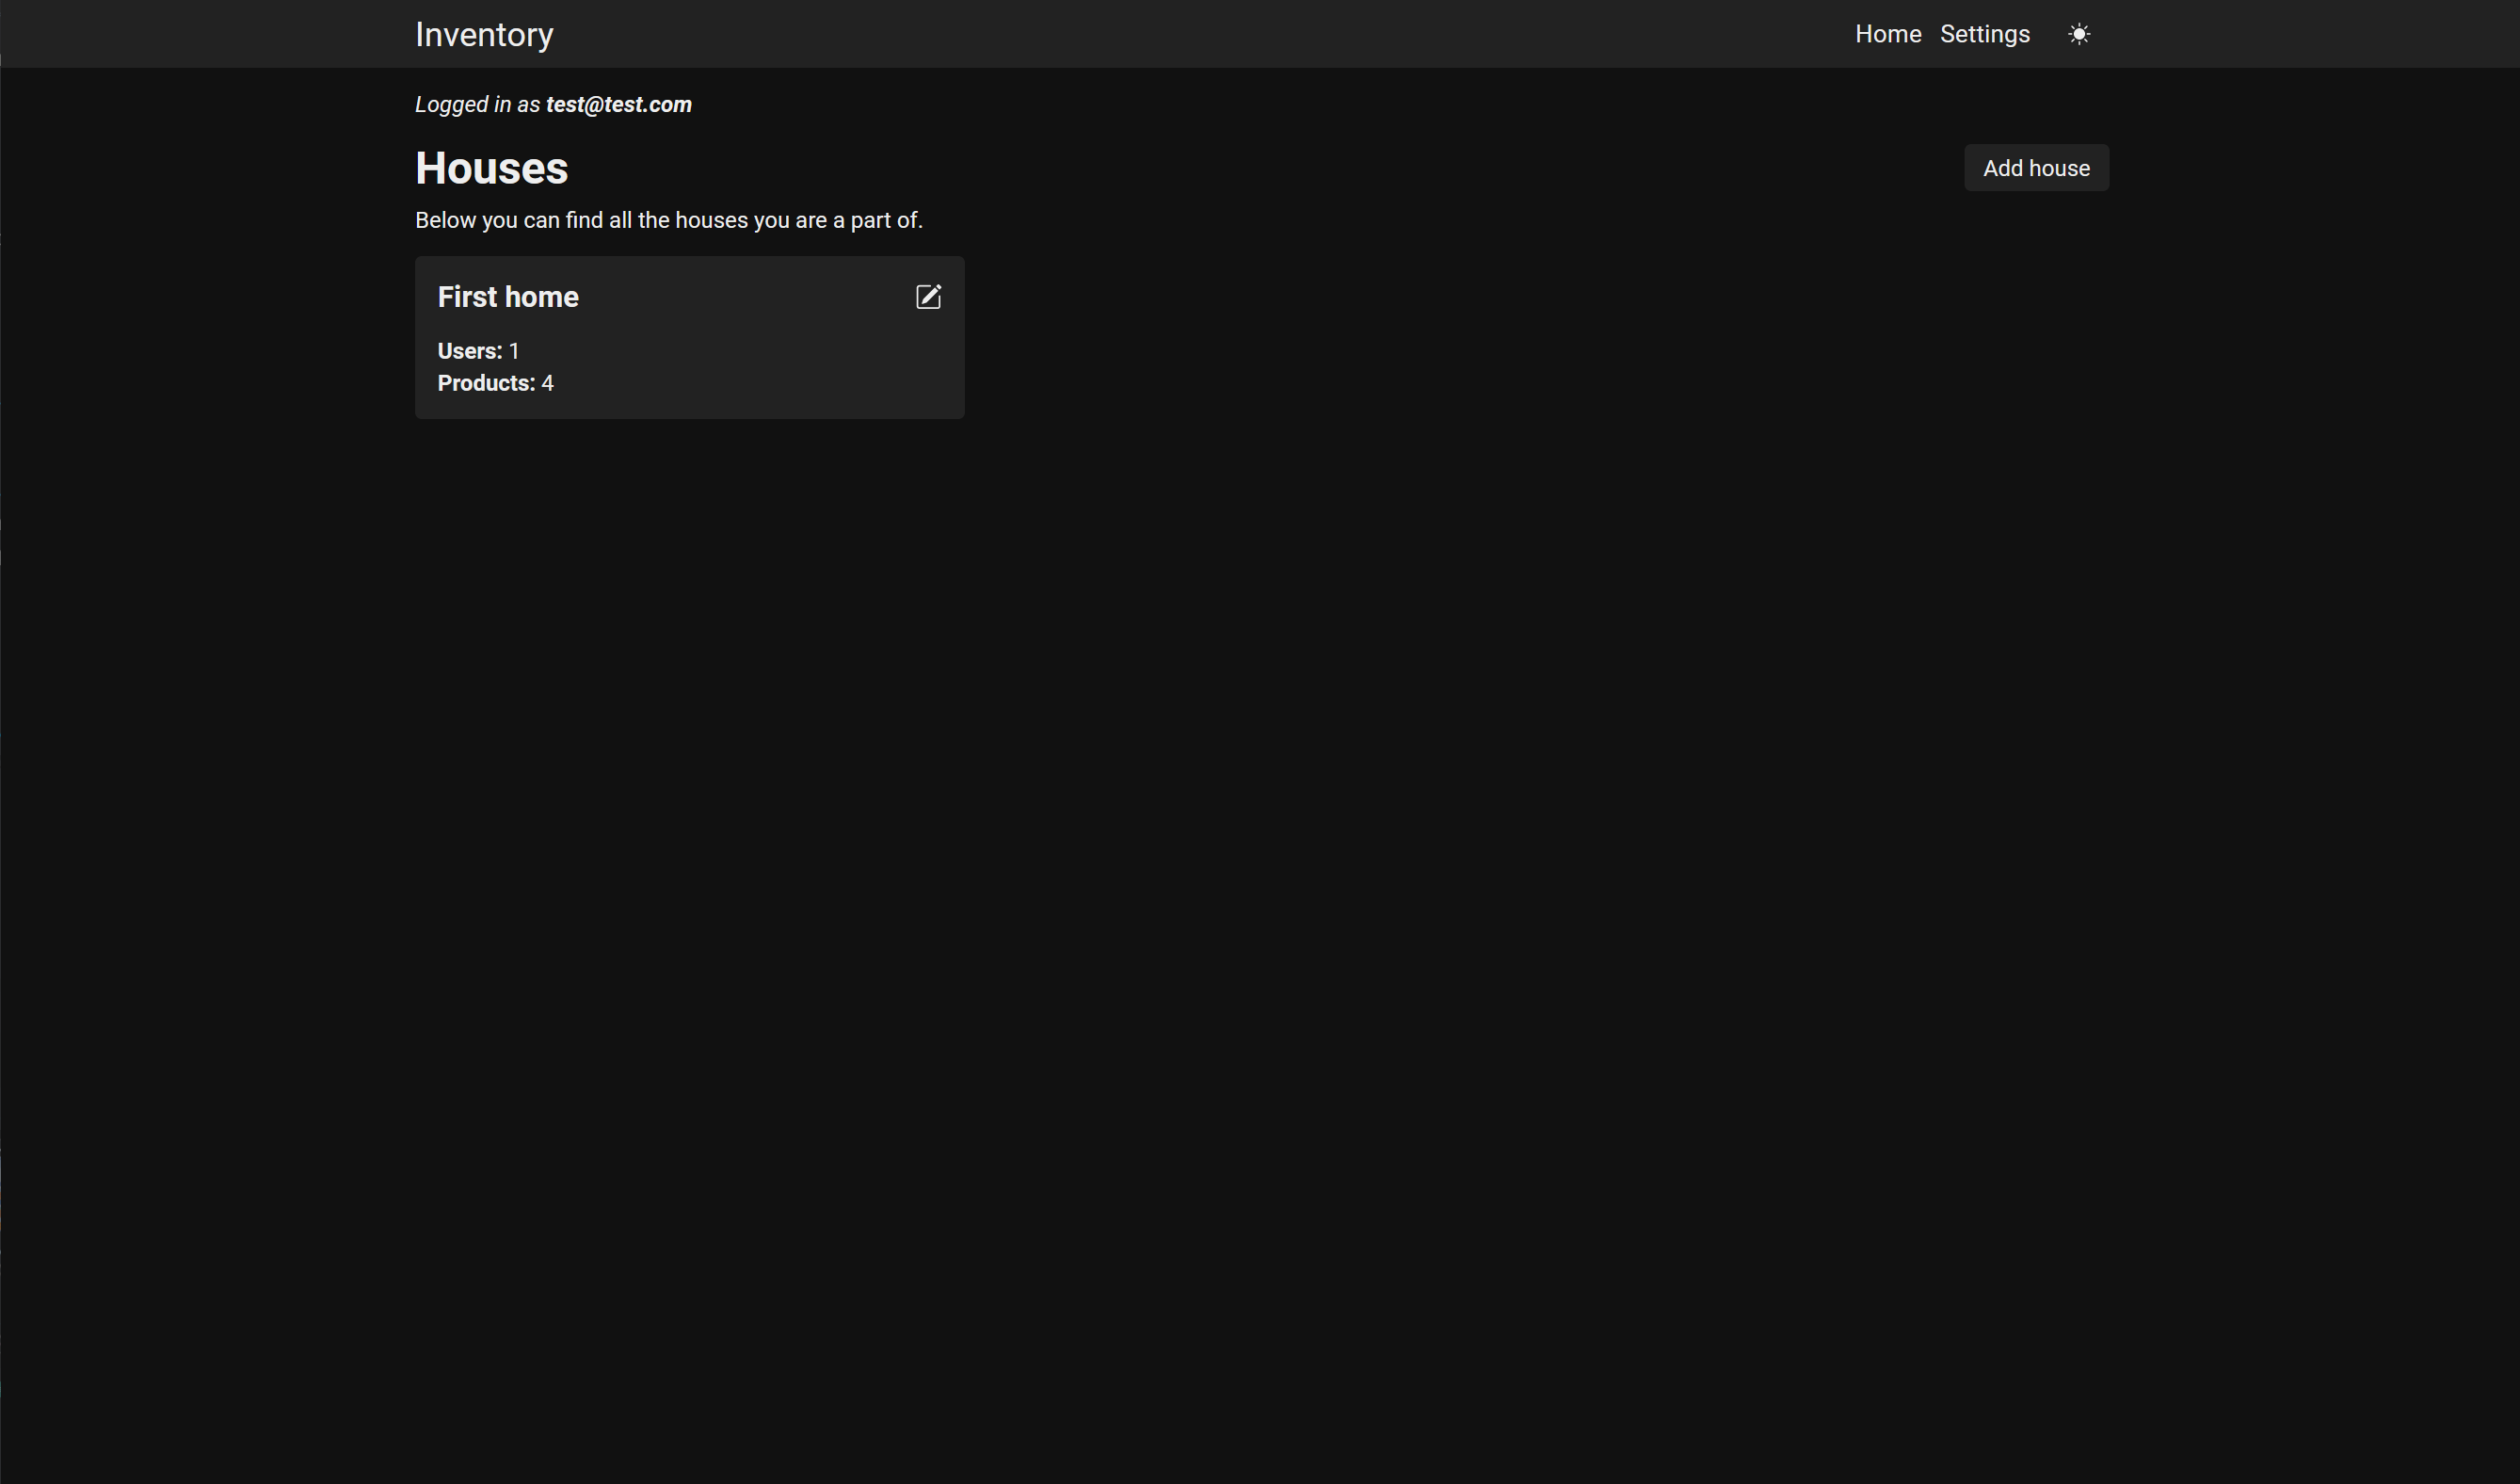 Inventory
Home Settings
Logged in as test@test.com
Houses
Add house
Below you can find all the houses you are a part of.
First home
Users: 1
Products: 4